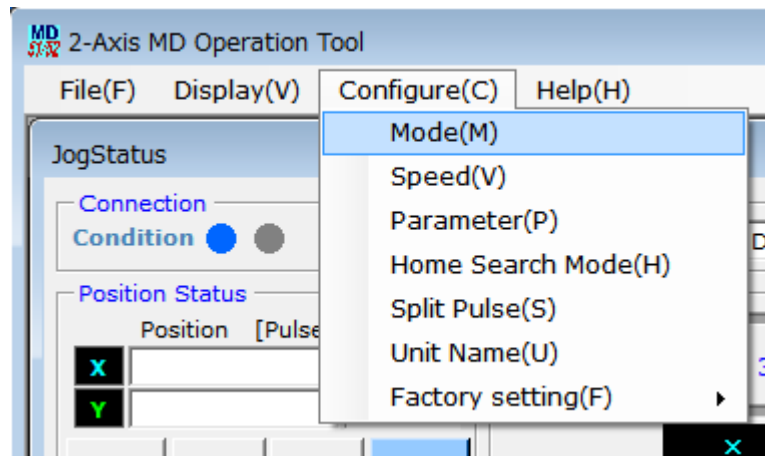 MD 2-Axis MD Operation Tool
File(F) Display(V) Configure(C) Help(H)
Mode(M)
JogStatus
Speed(V)
Connection
Parameter(P)
Condition
Home Search Mode(H)
Position Status
Split Pulse(S)
Position [Pulse
Unit Name(U)
X
Factory setting(F)
Y
X